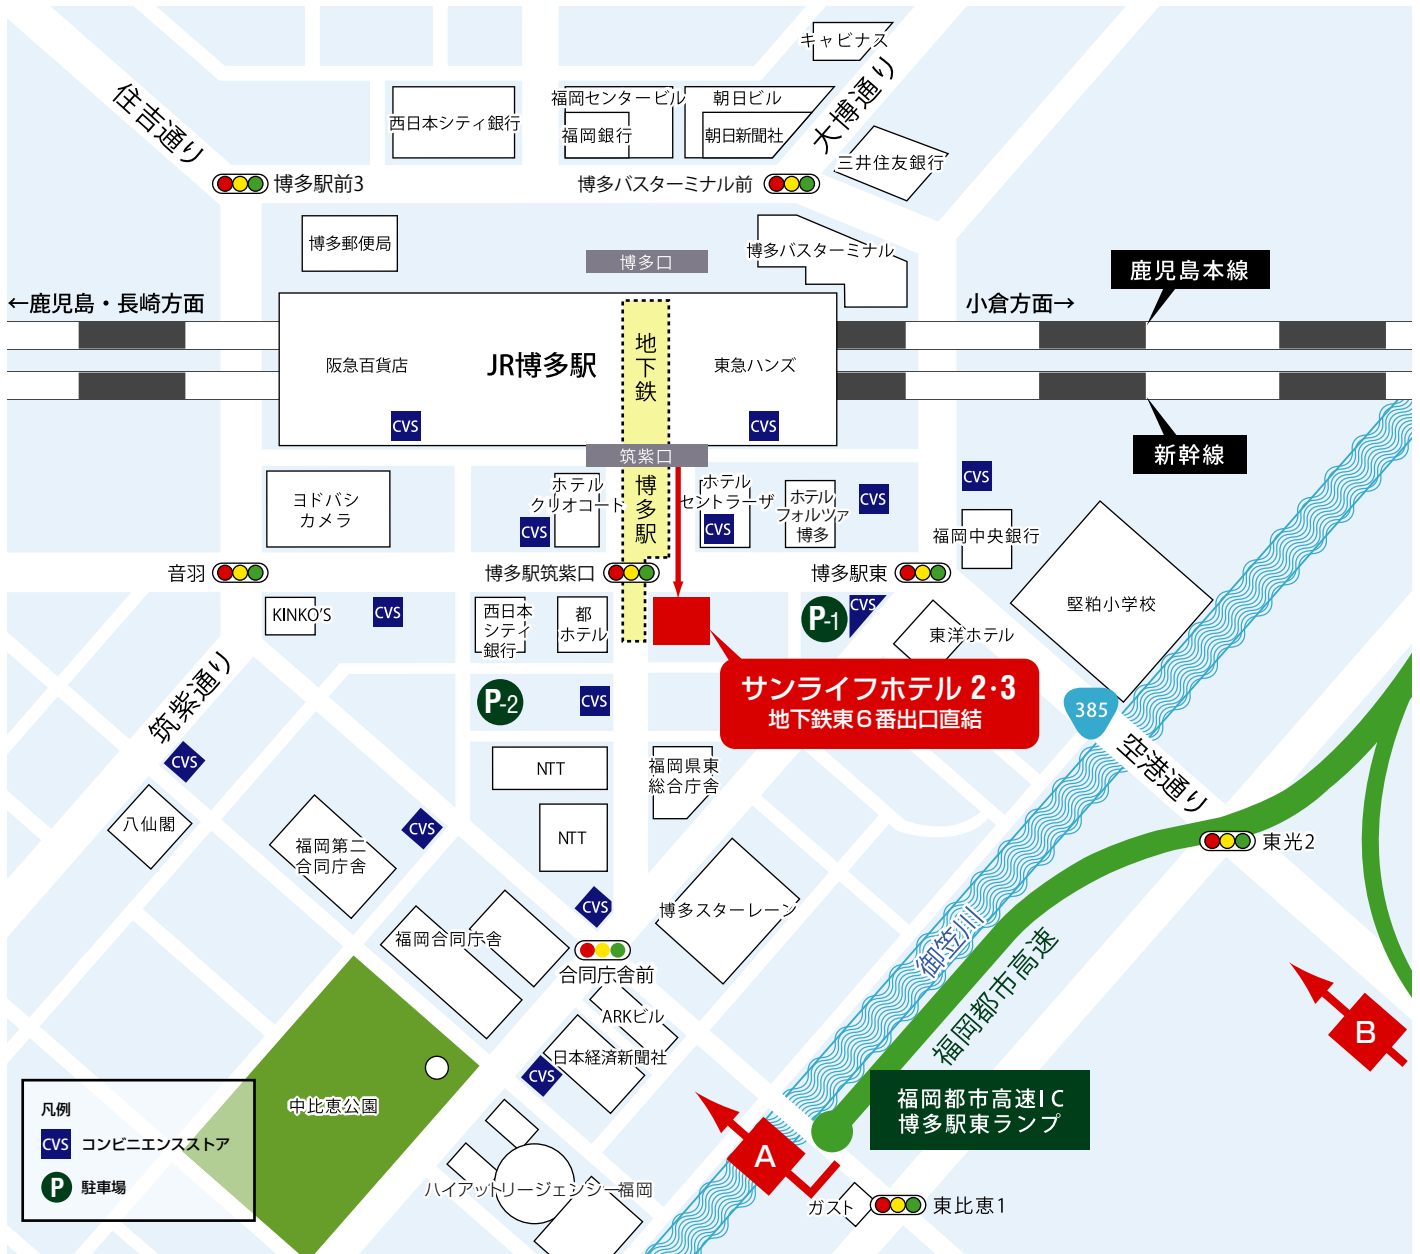 キャビナス
住吉通り
大博通り
西日本シティ銀行
福岡センタービル
福岡銀行
朝日ビル
朝日新聞社
三井住友銀行
博多駅前3
博多バスターミナル前
博多郵便局
博多口
博多バスターミナル
鹿児島本線
←鹿児島・長崎方面
小倉方面→
阪急百貨店
JR博多駅
地下鉄
東急ハンズ
CVS
CVS
筑紫口
新幹線
ヨドバシ
カメラ
ホテル
クリオコート
CVS
博多駅
ホテル
セントラーザ
CVS
ホテル
フォルツァ
博多
CVS
CVS
福岡中央銀行
音羽
博多駅筑紫口
博多駅東
KINKO'S
CVS
西日本
シティ
銀行
都
ホテル
P-1
CVS
東洋ホテル
堅粕小学校
サンライフホテル 2・3
地下鉄東6番出口直結
筑紫通り
P-2
CVS
385
空港通り
CVS
NTT
福岡県東
総合庁舎
八仙閣
CVS
NTT
福岡第二
合同庁舎
東光2
CVS
博多スターレーン
福岡合同庁舎
合同庁舎前
御笠川
福岡都市高速
ARKビル
B
日本経済新聞社
CVS
福岡都市高速IC
博多駅東ランプ
中比恵公園
A
凡例
CVS コンビニエンスストア
P 駐車場
ハイアットリージェンシー福岡
ガスト
東比恵1